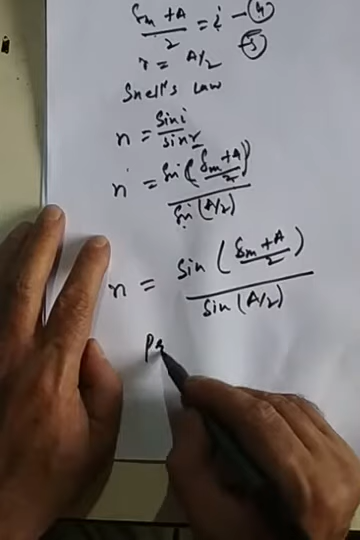 (δm + A)/2 = i — (4)
r = A/2 — (5)
Snell's Law
n = sin i / sin r
n = sin((δm + A)/2) / sin(A/2)
n = sin((δm + A)/2) / sin(A/2)